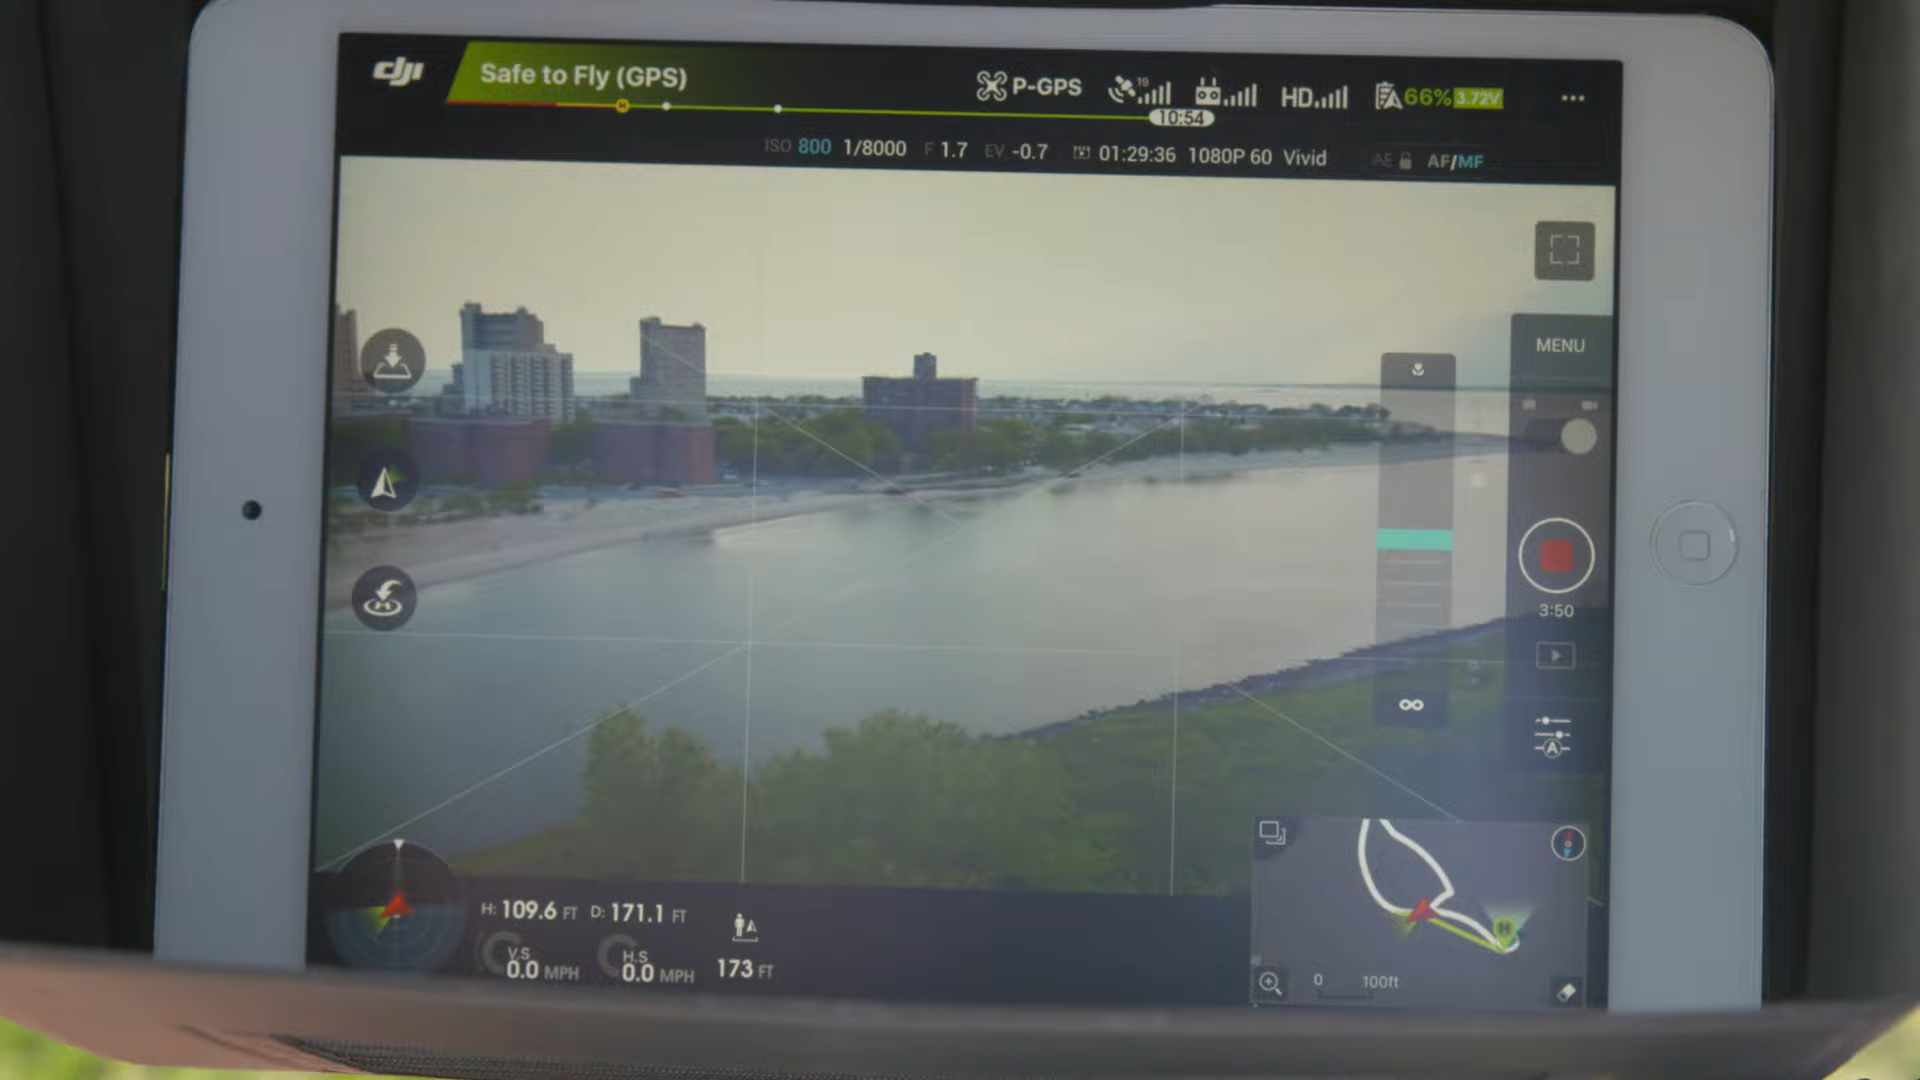 dji Safe to Fly (GPS) P-GPS 19 HD 66% 3.72V
10:54
ISO 800 1/8000 F 1.7 EV -0.7 01:29:36 1080P 60 Vivid AE AF/MF
MENU
3:50
A
H: 109.6 FT D: 171.1 FT
V.S 0.0 MPH H.S 0.0 MPH 173 FT
H
0 100ft